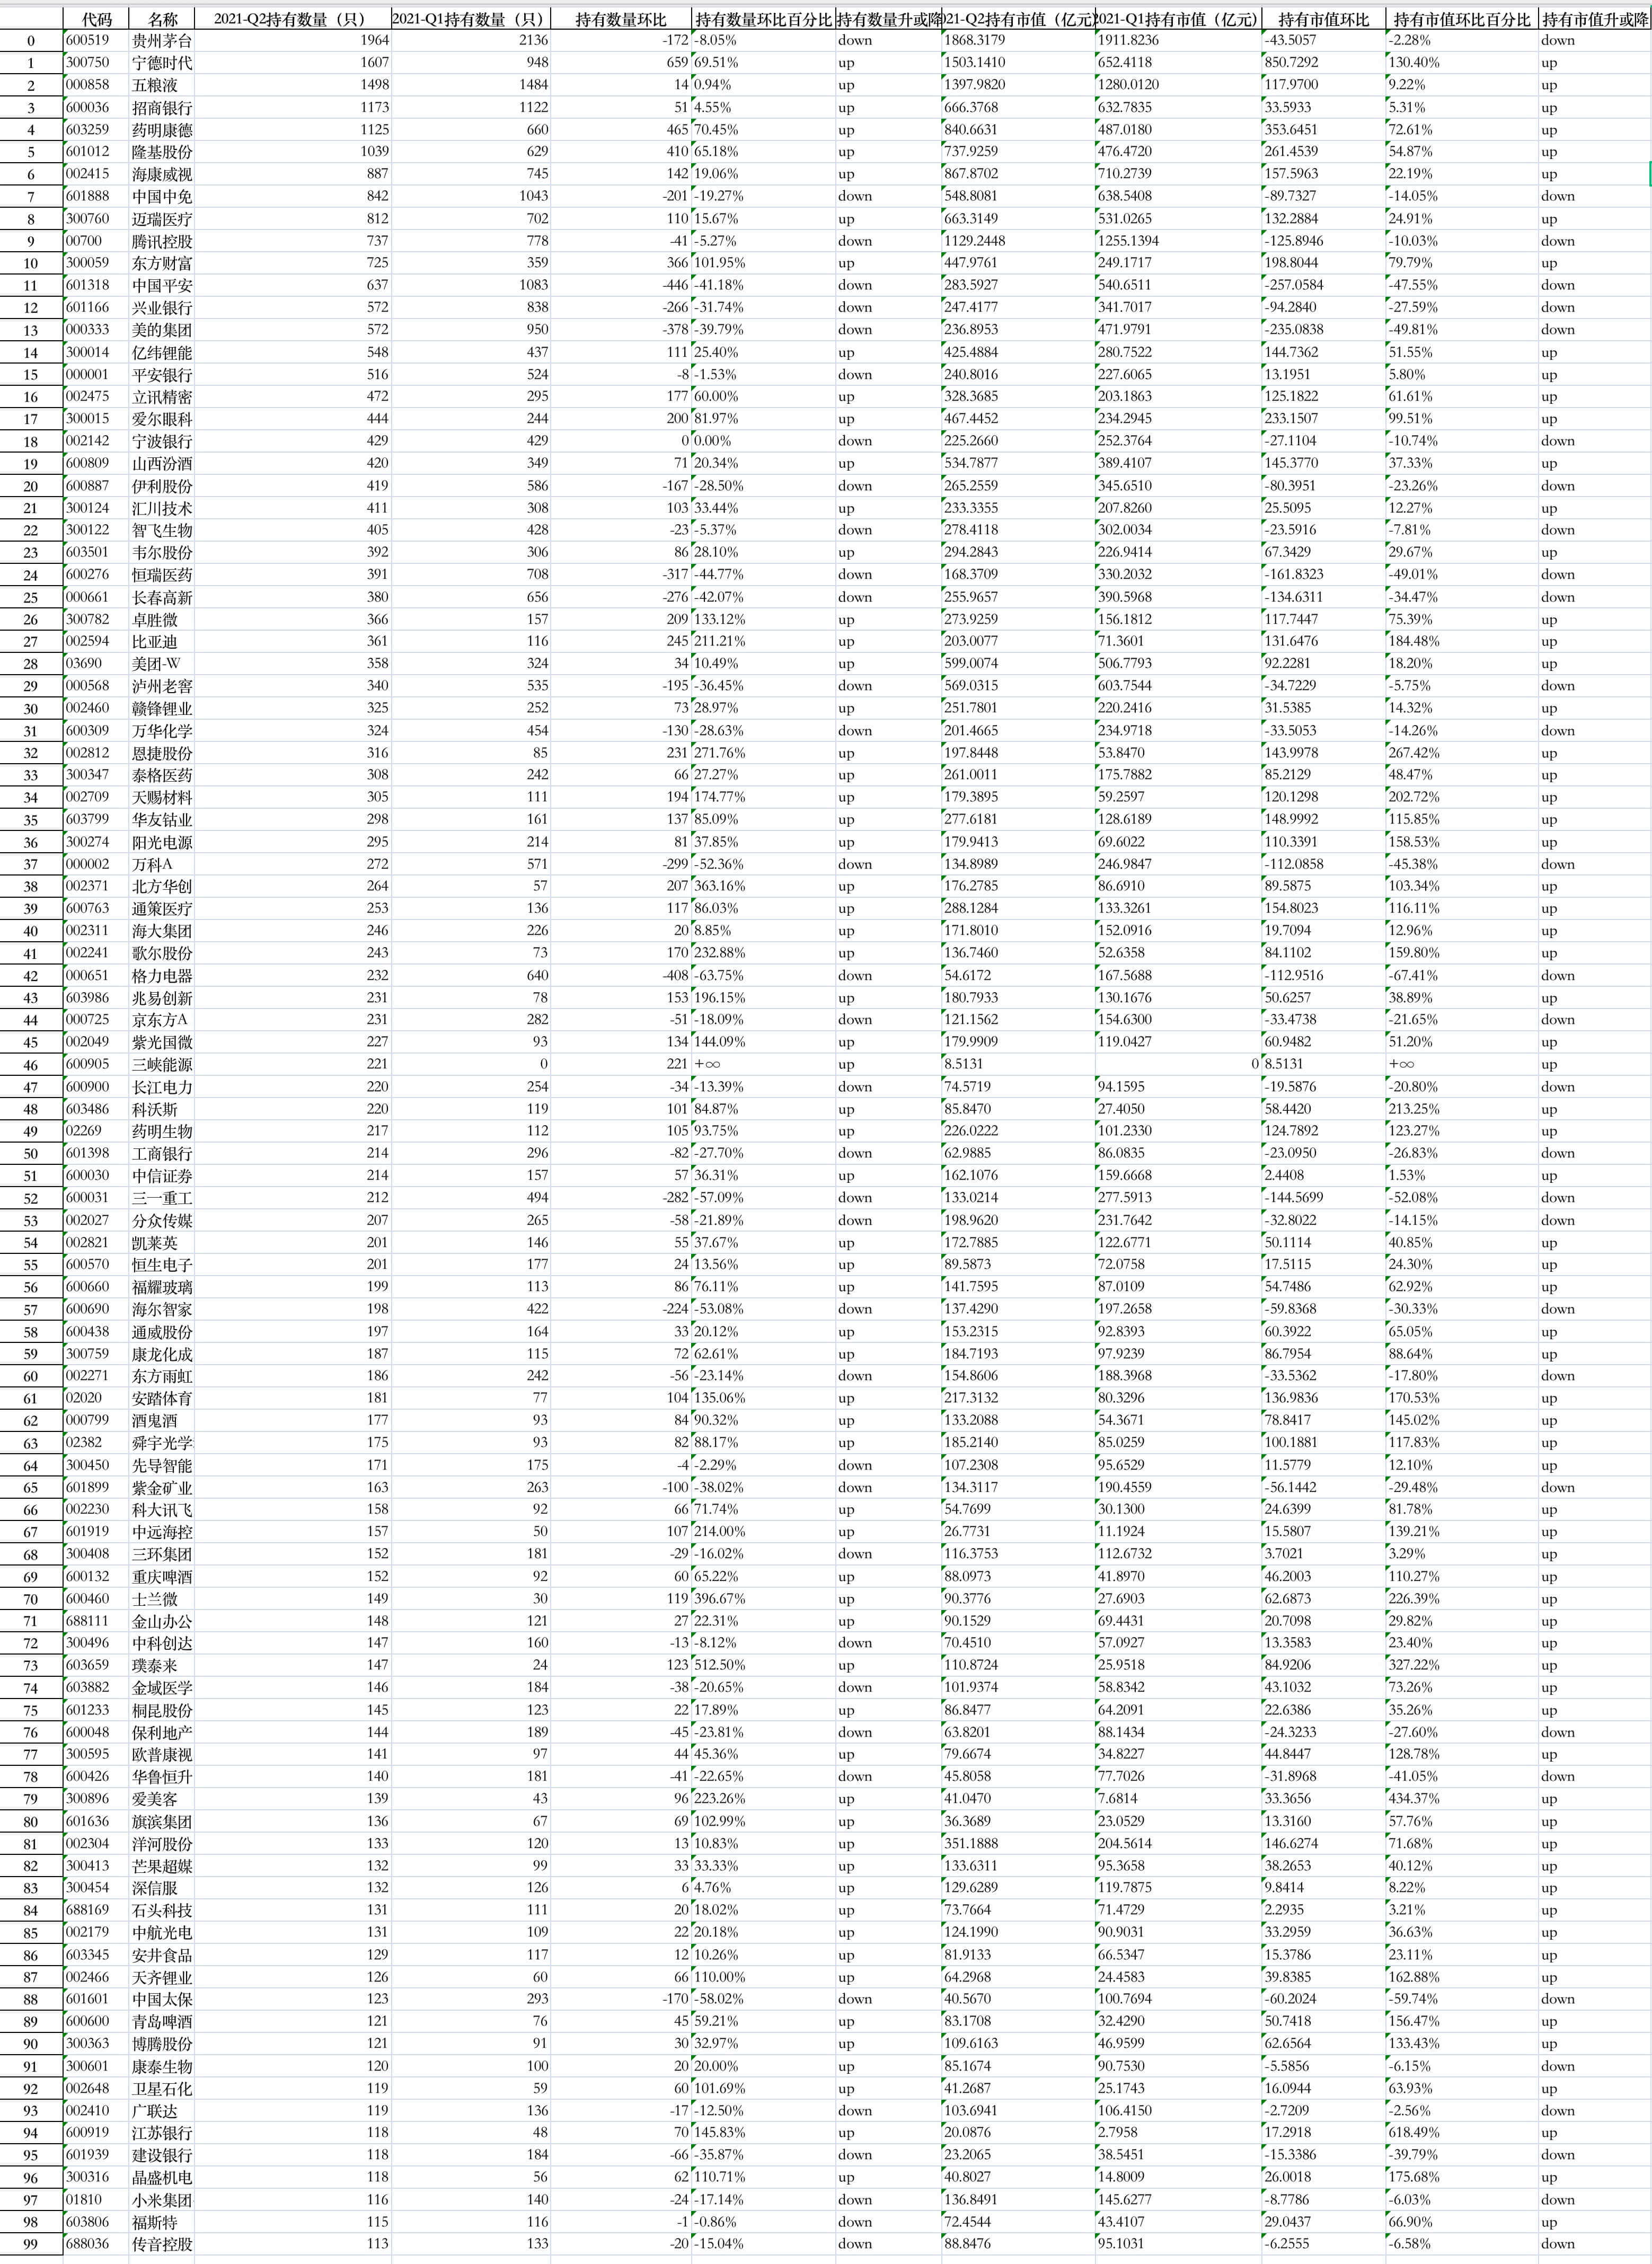 代码 名称 2021-Q2持有数量（只） 2021-Q1持有数量（只） 持有数量环比 持有数量环比百分比 持有数量升或降 021-Q2持有市值（亿元） 2021-Q1持有市值（亿元） 持有市值环比 持有市值环比百分比 持有市值升或降
0 600519 贵州茅台 1964 2136 -172 -8.05% down 1868.3179 1911.8236 -43.5057 -2.28% down
1 300750 宁德时代 1607 948 659 69.51% up 1503.1410 652.4118 850.7292 130.40% up
2 000858 五粮液 1498 1484 14 0.94% up 1397.9820 1280.0120 117.9700 9.22% up
3 600036 招商银行 1173 1122 51 4.55% up 666.3768 632.7835 33.5933 5.31% up
4 603259 药明康德 1125 660 465 70.45% up 840.6631 487.0180 353.6451 72.61% up
5 601012 隆基股份 1039 629 410 65.18% up 737.9259 476.4720 261.4539 54.87% up
6 002415 海康威视 887 745 142 19.06% up 867.8702 710.2739 157.5963 22.19% up
7 601888 中国中免 842 1043 -201 -19.27% down 548.8081 638.5408 -89.7327 -14.05% down
8 300760 迈瑞医疗 812 702 110 15.67% up 663.3149 531.0265 132.2884 24.91% up
9 00700 腾讯控股 737 778 -41 -5.27% down 1129.2448 1255.1394 -125.8946 -10.03% down
10 300059 东方财富 725 359 366 101.95% up 447.9761 249.1717 198.8044 79.79% up
11 601318 中国平安 637 1083 -446 -41.18% down 283.5927 540.6511 -257.0584 -47.55% down
12 601166 兴业银行 572 838 -266 -31.74% down 247.4177 341.7017 -94.2840 -27.59% down
13 000333 美的集团 572 950 -378 -39.79% down 236.8953 471.9791 -235.0838 -49.81% down
14 300014 亿纬锂能 548 437 111 25.40% up 425.4884 280.7522 144.7362 51.55% up
15 000001 平安银行 516 524 -8 -1.53% down 240.8016 227.6065 13.1951 5.80% up
16 002475 立讯精密 472 295 177 60.00% up 328.3685 203.1863 125.1822 61.61% up
17 300015 爱尔眼科 444 244 200 81.97% up 467.4452 234.2945 233.1507 99.51% up
18 002142 宁波银行 429 429 0 0.00% down 225.2660 252.3764 -27.1104 -10.74% down
19 600809 山西汾酒 420 349 71 20.34% up 534.7877 389.4107 145.3770 37.33% up
20 600887 伊利股份 419 586 -167 -28.50% down 265.2559 345.6510 -80.3951 -23.26% down
21 300124 汇川技术 411 308 103 33.44% up 233.3355 207.8260 25.5095 12.27% up
22 300122 智飞生物 405 428 -23 -5.37% down 278.4118 302.0034 -23.5916 -7.81% down
23 603501 韦尔股份 392 306 86 28.10% up 294.2843 226.9414 67.3429 29.67% up
24 600276 恒瑞医药 391 708 -317 -44.77% down 168.3709 330.2032 -161.8323 -49.01% down
25 000661 长春高新 380 656 -276 -42.07% down 255.9657 390.5968 -134.6311 -34.47% down
26 300782 卓胜微 366 157 209 133.12% up 273.9259 156.1812 117.7447 75.39% up
27 002594 比亚迪 361 116 245 211.21% up 203.0077 71.3601 131.6476 184.48% up
28 03690 美团-W 358 324 34 10.49% up 599.0074 506.7793 92.2281 18.20% up
29 000568 泸州老窖 340 535 -195 -36.45% down 569.0315 603.7544 -34.7229 -5.75% down
30 002460 赣锋锂业 325 252 73 28.97% up 251.7801 220.2416 31.5385 14.32% up
31 600309 万华化学 324 454 -130 -28.63% down 201.4665 234.9718 -33.5053 -14.26% down
32 002812 恩捷股份 316 85 231 271.76% up 197.8448 53.8470 143.9978 267.42% up
33 300347 泰格医药 308 242 66 27.27% up 261.0011 175.7882 85.2129 48.47% up
34 002709 天赐材料 305 111 194 174.77% up 179.3895 59.2597 120.1298 202.72% up
35 603799 华友钴业 298 161 137 85.09% up 277.6181 128.6189 148.9992 115.85% up
36 300274 阳光电源 295 214 81 37.85% up 179.9413 69.6022 110.3391 158.53% up
37 000002 万科A 272 571 -299 -52.36% down 134.8989 246.9847 -112.0858 -45.38% down
38 002371 北方华创 264 57 207 363.16% up 176.2785 86.6910 89.5875 103.34% up
39 600763 通策医疗 253 136 117 86.03% up 288.1284 133.3261 154.8023 116.11% up
40 002311 海大集团 246 226 20 8.85% up 171.8010 152.0916 19.7094 12.96% up
41 002241 歌尔股份 243 73 170 232.88% up 136.7460 52.6358 84.1102 159.80% up
42 000651 格力电器 232 640 -408 -63.75% down 54.6172 167.5688 -112.9516 -67.41% down
43 603986 兆易创新 231 78 153 196.15% up 180.7933 130.1676 50.6257 38.89% up
44 000725 京东方A 231 282 -51 -18.09% down 121.1562 154.6300 -33.4738 -21.65% down
45 002049 紫光国微 227 93 134 144.09% up 179.9909 119.0427 60.9482 51.20% up
46 600905 三峡能源 221 0 221 +∞ up 8.5131 0 8.5131 +∞ up
47 600900 长江电力 220 254 -34 -13.39% down 74.5719 94.1595 -19.5876 -20.80% down
48 603486 科沃斯 220 119 101 84.87% up 85.8470 27.4050 58.4420 213.25% up
49 02269 药明生物 217 112 105 93.75% up 226.0222 101.2330 124.7892 123.27% up
50 601398 工商银行 214 296 -82 -27.70% down 62.9885 86.0835 -23.0950 -26.83% down
51 600030 中信证券 214 157 57 36.31% up 162.1076 159.6668 2.4408 1.53% up
52 600031 三一重工 212 494 -282 -57.09% down 133.0214 277.5913 -144.5699 -52.08% down
53 002027 分众传媒 207 265 -58 -21.89% down 198.9620 231.7642 -32.8022 -14.15% down
54 002821 凯莱英 201 146 55 37.67% up 172.7885 122.6771 50.1114 40.85% up
55 600570 恒生电子 201 177 24 13.56% up 89.5873 72.0758 17.5115 24.30% up
56 600660 福耀玻璃 199 113 86 76.11% up 141.7595 87.0109 54.7486 62.92% up
57 600690 海尔智家 198 422 -224 -53.08% down 137.4290 197.2658 -59.8368 -30.33% down
58 600438 通威股份 197 164 33 20.12% up 153.2315 92.8393 60.3922 65.05% up
59 300759 康龙化成 187 115 72 62.61% up 184.7193 97.9239 86.7954 88.64% up
60 002271 东方雨虹 186 242 -56 -23.14% down 154.8606 188.3968 -33.5362 -17.80% down
61 02020 安踏体育 181 77 104 135.06% up 217.3132 80.3296 136.9836 170.53% up
62 000799 酒鬼酒 177 93 84 90.32% up 133.2088 54.3671 78.8417 145.02% up
63 02382 舜宇光学 175 93 82 88.17% up 185.2140 85.0259 100.1881 117.83% up
64 300450 先导智能 171 175 -4 -2.29% down 107.2308 95.6529 11.5779 12.10% up
65 601899 紫金矿业 163 263 -100 -38.02% down 134.3117 190.4559 -56.1442 -29.48% down
66 002230 科大讯飞 158 92 66 71.74% up 54.7699 30.1300 24.6399 81.78% up
67 601919 中远海控 157 50 107 214.00% up 26.7731 11.1924 15.5807 139.21% up
68 300408 三环集团 152 181 -29 -16.02% down 116.3753 112.6732 3.7021 3.29% up
69 600132 重庆啤酒 152 92 60 65.22% up 88.0973 41.8970 46.2003 110.27% up
70 600460 士兰微 149 30 119 396.67% up 90.3776 27.6903 62.6873 226.39% up
71 688111 金山办公 148 121 27 22.31% up 90.1529 69.4431 20.7098 29.82% up
72 300496 中科创达 147 160 -13 -8.12% down 70.4510 57.0927 13.3583 23.40% up
73 603659 璞泰来 147 24 123 512.50% up 110.8724 25.9518 84.9206 327.22% up
74 603882 金域医学 146 184 -38 -20.65% down 101.9374 58.8342 43.1032 73.26% up
75 601233 桐昆股份 145 123 22 17.89% up 86.8477 64.2091 22.6386 35.26% up
76 600048 保利地产 144 189 -45 -23.81% down 63.8201 88.1434 -24.3233 -27.60% down
77 300595 欧普康视 141 97 44 45.36% up 79.6674 34.8227 44.8447 128.78% up
78 600426 华鲁恒升 140 181 -41 -22.65% down 45.8058 77.7026 -31.8968 -41.05% down
79 300896 爱美客 139 43 96 223.26% up 41.0470 7.6814 33.3656 434.37% up
80 601636 旗滨集团 136 67 69 102.99% up 36.3689 23.0529 13.3160 57.76% up
81 002304 洋河股份 133 120 13 10.83% up 351.1888 204.5614 146.6274 71.68% up
82 300413 芒果超媒 132 99 33 33.33% up 133.6311 95.3658 38.2653 40.12% up
83 300454 深信服 132 126 6 4.76% up 129.6289 119.7875 9.8414 8.22% up
84 688169 石头科技 131 111 20 18.02% up 73.7664 71.4729 2.2935 3.21% up
85 002179 中航光电 131 109 22 20.18% up 124.1990 90.9031 33.2959 36.63% up
86 603345 安井食品 129 117 12 10.26% up 81.9133 66.5347 15.3786 23.11% up
87 002466 天齐锂业 126 60 66 110.00% up 64.2968 24.4583 39.8385 162.88% up
88 601601 中国太保 123 293 -170 -58.02% down 40.5670 100.7694 -60.2024 -59.74% down
89 600600 青岛啤酒 121 76 45 59.21% up 83.1708 32.4290 50.7418 156.47% up
90 300363 博腾股份 121 91 30 32.97% up 109.6163 46.9599 62.6564 133.43% up
91 300601 康泰生物 120 100 20 20.00% up 85.1674 90.7530 -5.5856 -6.15% down
92 002648 卫星石化 119 59 60 101.69% up 41.2687 25.1743 16.0944 63.93% up
93 002410 广联达 119 136 -17 -12.50% down 103.6941 106.4150 -2.7209 -2.56% down
94 600919 江苏银行 118 48 70 145.83% up 20.0876 2.7958 17.2918 618.49% up
95 601939 建设银行 118 184 -66 -35.87% down 23.2065 38.5451 -15.3386 -39.79% down
96 300316 晶盛机电 118 56 62 110.71% up 40.8027 14.8009 26.0018 175.68% up
97 01810 小米集团 116 140 -24 -17.14% down 136.8491 145.6277 -8.7786 -6.03% down
98 603806 福斯特 115 116 -1 -0.86% down 72.4544 43.4107 29.0437 66.90% up
99 688036 传音控股 113 133 -20 -15.04% down 88.8476 95.1031 -6.2555 -6.58% down